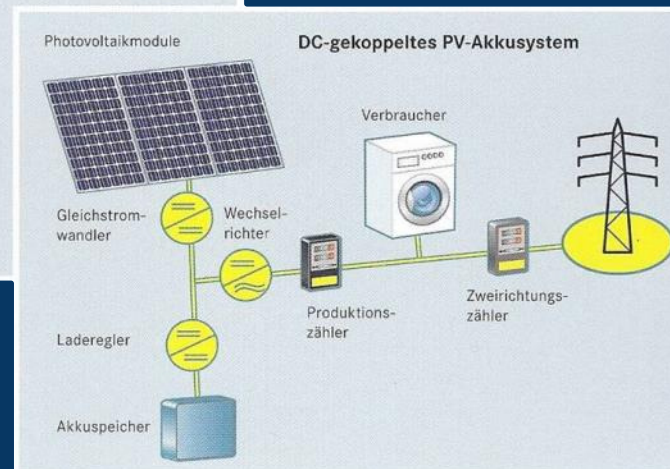 Photovoltaikmodule
DC-gekoppeltes PV-Akkusystem
Verbraucher
Gleichstrom-
wandler
Wechsel-
richter
Produktions-
zähler
Zweirichtungs-
zähler
Laderegler
Akkuspeicher